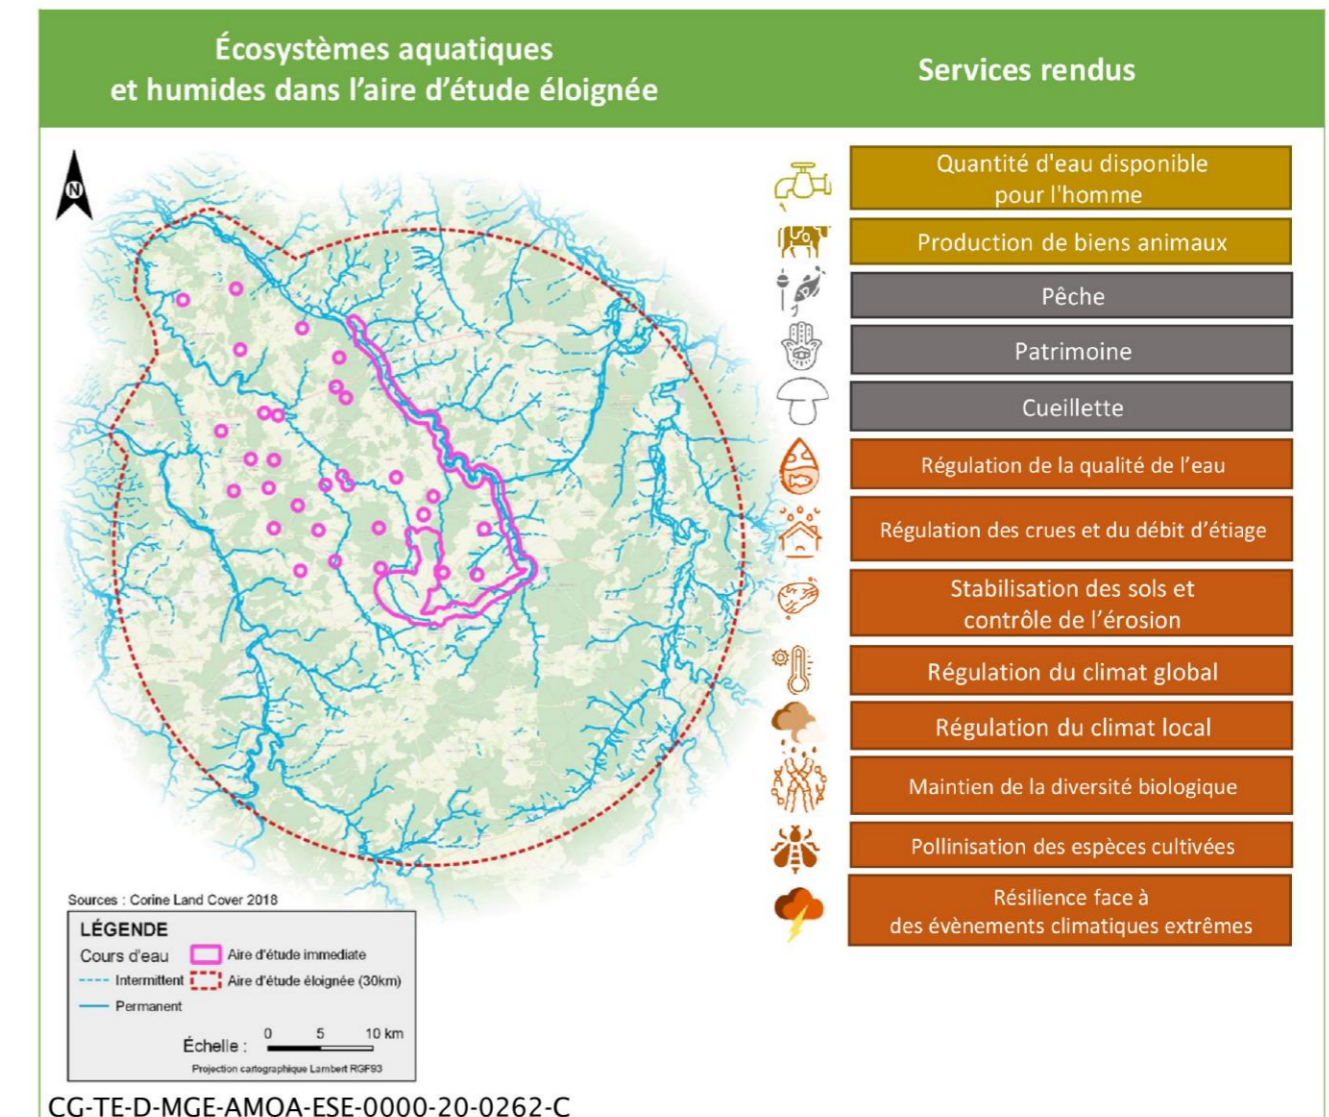 Écosystèmes aquatiques
et humides dans l'aire d'étude éloignée
Services rendus
N
Quantité d'eau disponible
pour l'homme
Production de biens animaux
Pêche
Patrimoine
Cueillette
Régulation de la qualité de l'eau
Régulation des crues et du débit d'étiage
Stabilisation des sols et
contrôle de l'érosion
Régulation du climat global
Régulation du climat local
Maintien de la diversité biologique
Pollinisation des espèces cultivées
Résilience face à
des évènements climatiques extrêmes
Sources : Corine Land Cover 2018
LÉGENDE
Cours d'eau
Aire d'étude immediate
Intermittent
Aire d'étude éloignée (30km)
Permanent
Échelle :
0 5 10 km
Projection cartographique Lambert RGF93
CG-TE-D-MGE-AMOA-ESE-0000-20-0262-C